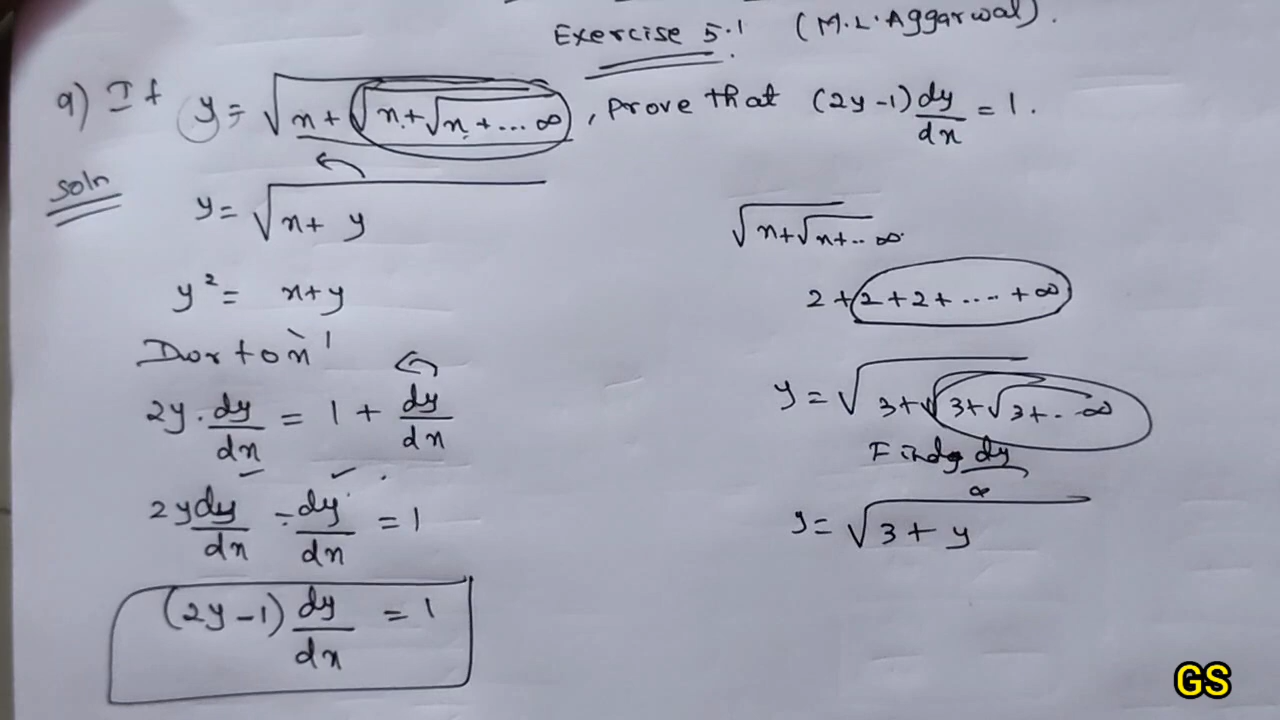 Exercise 5.1 (M.L.Aggarwal).
9) If y = √(x + √(x + √(x + ... ∞))), prove that (2y-1) dy/dx = 1.
Soln
y = √(x + y)
y² = x+y
D w r to 'x'
2y . dy/dx = 1 + dy/dx
2y dy/dx - dy/dx = 1
(2y-1) dy/dx = 1
√(x+√(x+.. ∞
2 + 2 + 2 + .... + ∞
y = √(3+√(3+√(3+.. ∞
Find dy/
y = √(3 + y)
GS